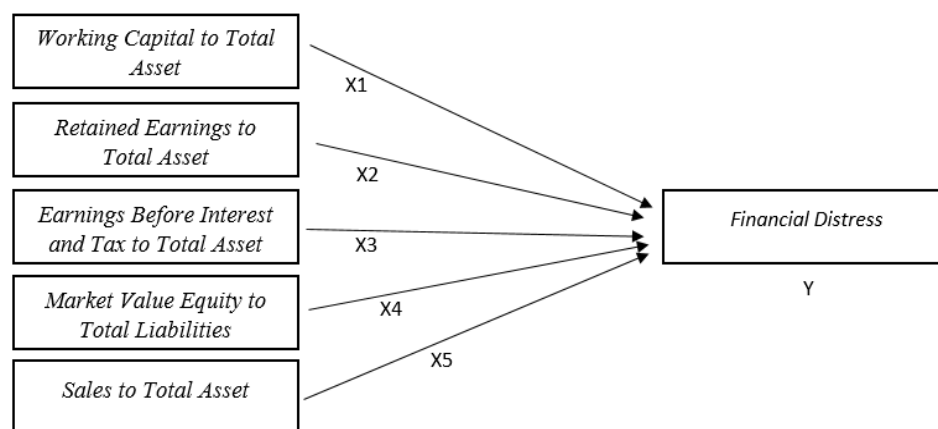 Working Capital to Total
Asset
X1
Retained Earnings to
Total Asset
X2
Earnings Before Interest
and Tax to Total Asset
X3
Market Value Equity to
Total Liabilities
X4
Sales to Total Asset
X5
Financial Distress
Y